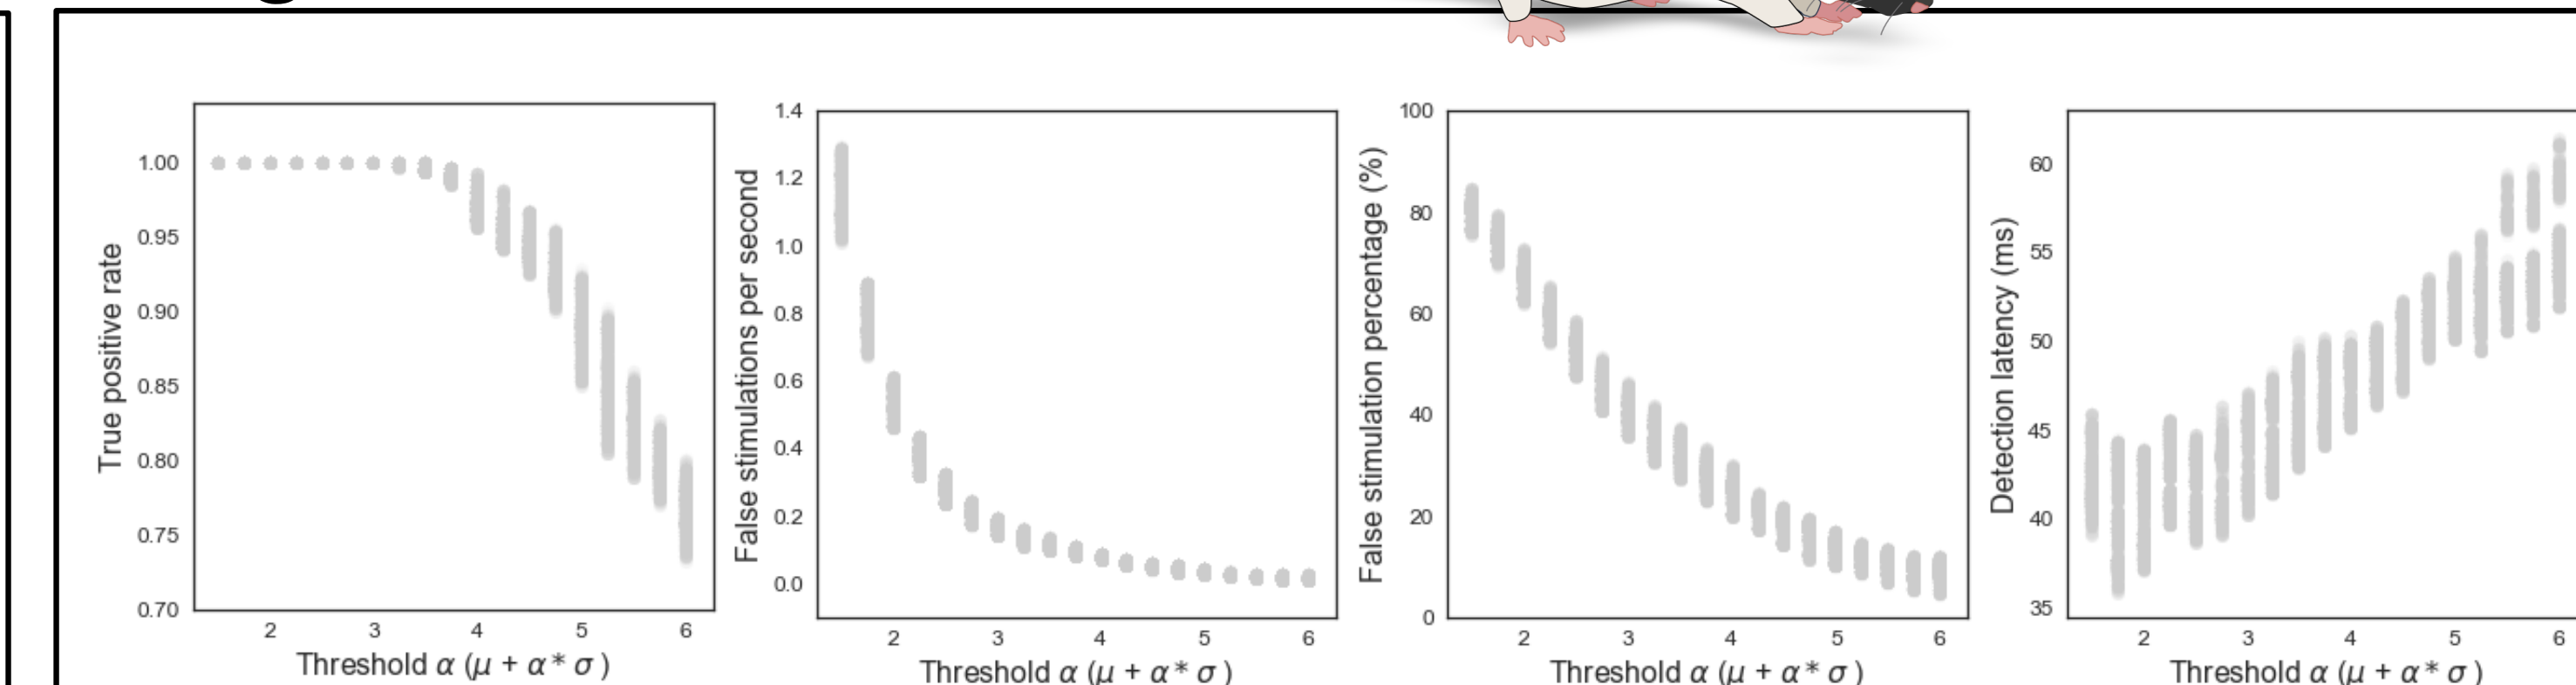 True positive rate
1.00
0.95
0.90
0.85
0.80
0.75
0.70
2 3 4 5 6
Threshold α (μ + α* σ )
False stimulations per second
1.4
1.2
1.0
0.8
0.6
0.4
0.2
0.0
2 3 4 5 6
Threshold α (μ + α* σ )
False stimulation percentage (%)
100
80
60
40
20
0
2 3 4 5 6
Threshold α (μ + α* σ )
Detection latency (ms)
60
55
50
45
40
35
2 3 4 5 6
Threshold α (μ + α* σ )